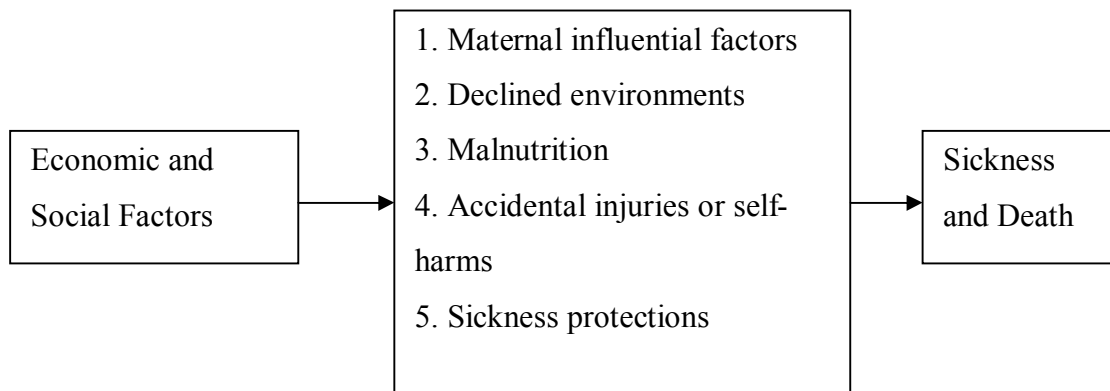 Economic and
Social Factors
1. Maternal influential factors
2. Declined environments
3. Malnutrition
4. Accidental injuries or self-
harms
5. Sickness protections
Sickness
and Death